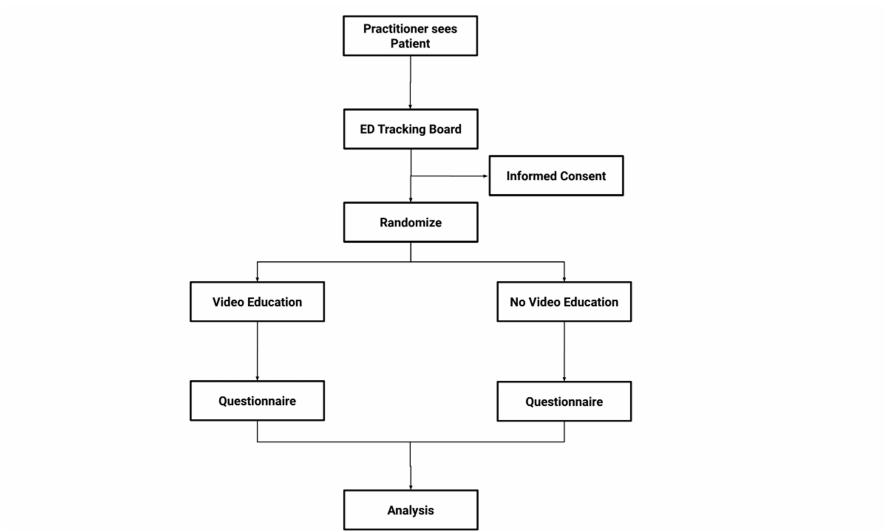 Practitioner sees
Patient
ED Tracking Board
Informed Consent
Randomize
Video Education
No Video Education
Questionnaire
Questionnaire
Analysis